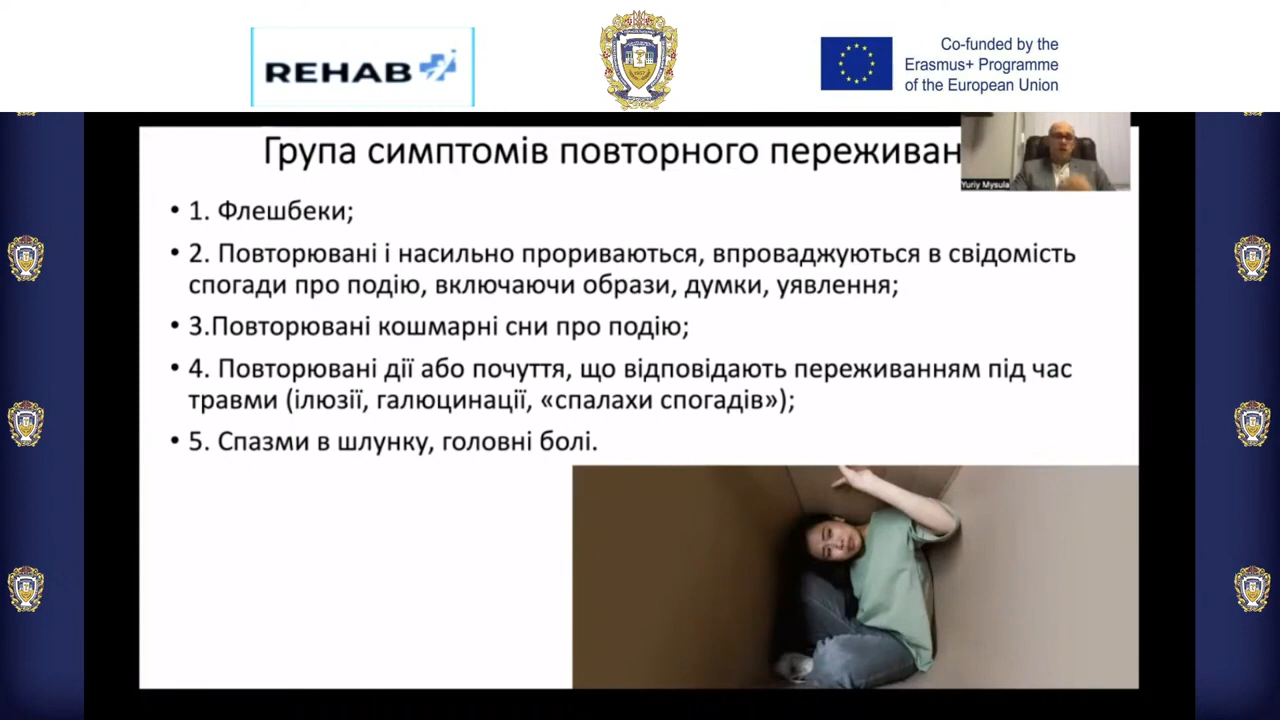 REHAB
Co-funded by the
Erasmus+ Programme
of the European Union
Група симптомів повторного
Yuriy Mysula
• 1. Флешбеки;
• 2. Повторювані і насильно прориваються, впроваджуються в свідомість
спогади про подію, включаючи образи, думки, уявлення;
• 3.Повторювані кошмарні сни про подію;
• 4. Повторювані дії або почуття, що відповідають переживанням під час
травми (ілюзії, галюцинації, «спалахи спогадів»);
• 5. Спазми в шлунку, головні болі.